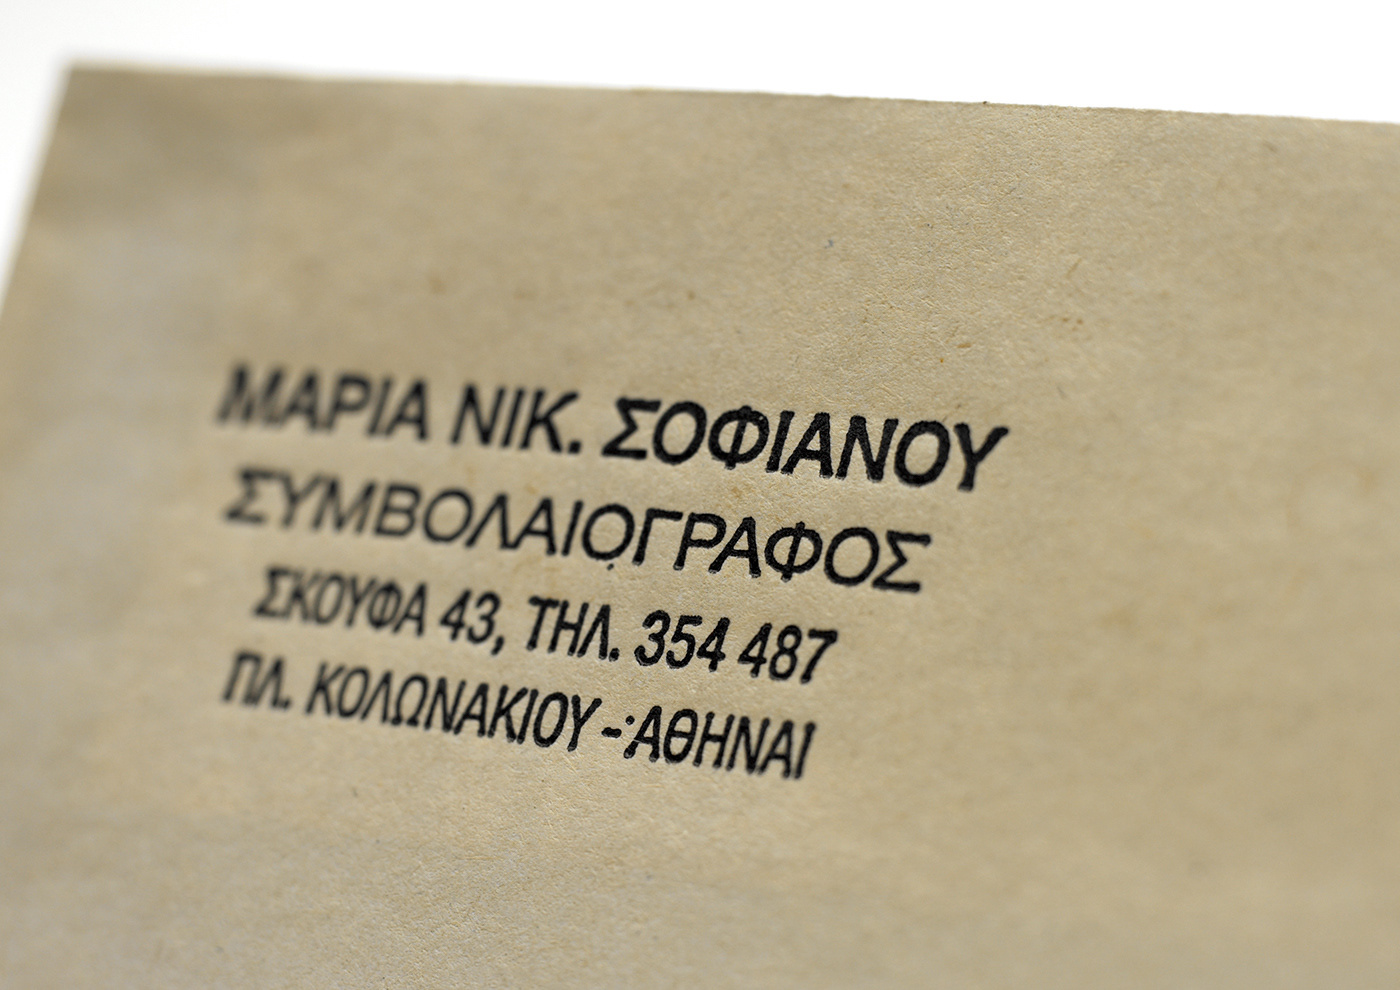 ΜΑΡΙΑ ΝΙΚ. ΣΟΦΙΑΝΟΥ
ΣΥΜΒΟΛΑΙΟΓΡΑΦΟΣ
ΣΚΟΥΦΑ 43, ΤΗΛ. 354 487
ΠΛ. ΚΟΛΩΝΑΚΙΟΥ - ΑΘΗΝΑΙ